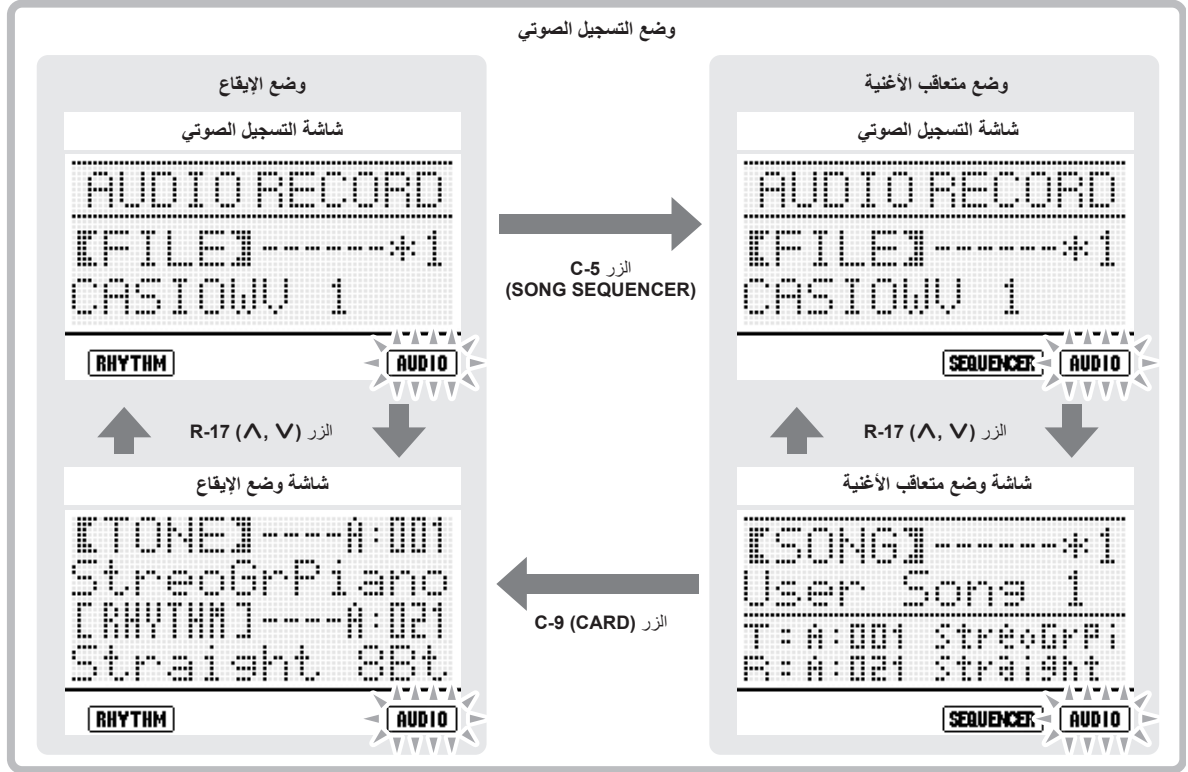 وضع التسجيل الصوتي
وضع الإيقاع
شاشة التسجيل الصوتي
AUDIO RECORD
【FILE】------:*1
CASIOWV 1
RHYTHM
AUDIO
الزر R-17 (∧, ∨)
شاشة وضع الإيقاع
【TONE】----A:001
StreoGrPiano
[RHYTHM]----A:021
Straight 8Bt
RHYTHM
AUDIO
الزر C-5
(SONG SEQUENCER)
الزر C-9 (CARD)
وضع متعاقب الأغنية
شاشة التسجيل الصوتي
AUDIO RECORD
【FILE】------:*1
CASIOWV 1
SEQUENCER
AUDIO
الزر R-17 (∧, ∨)
شاشة وضع متعاقب الأغنية
【SONG】------:*1
User Song 1
T:A:001 StreoGrPi
R:A:021 Straight
SEQUENCER
AUDIO